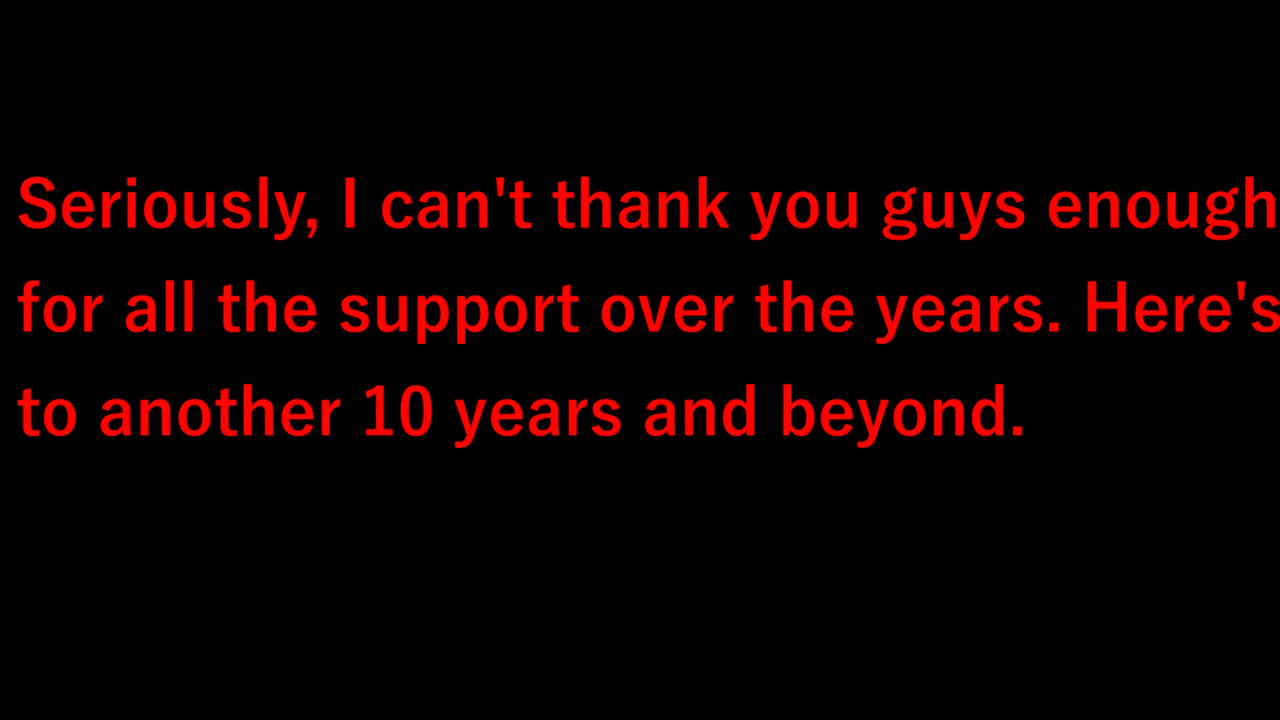 Seriously, I can't thank you guys enough
for all the support over the years. Here's
to another 10 years and beyond.